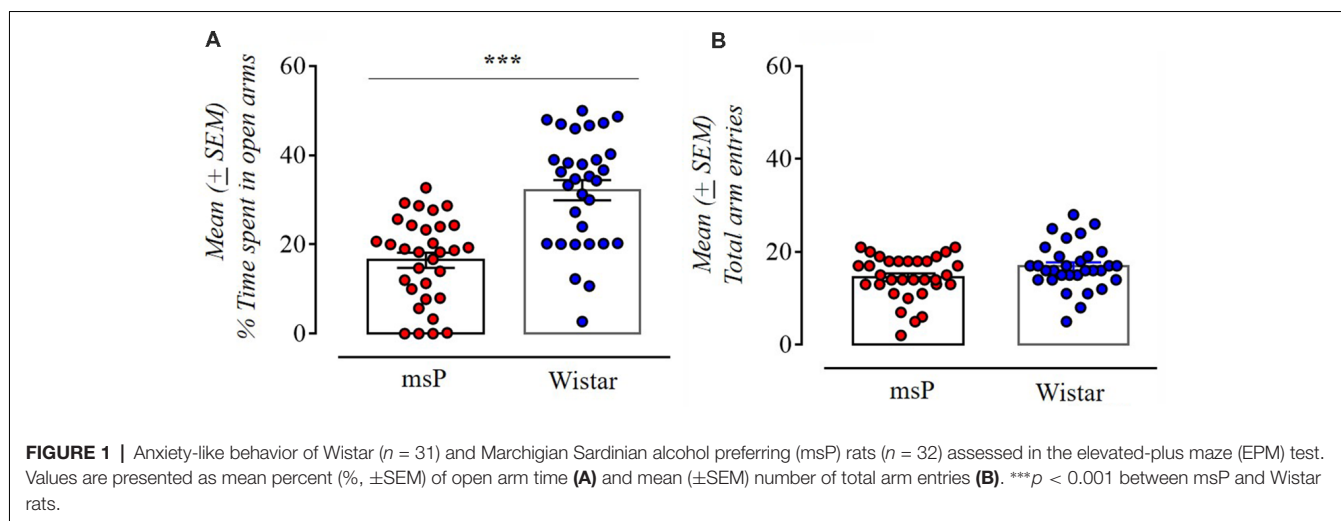 A
Mean (± SEM)
% Time spent in open arms
60
40
20
0
***
msP
Wistar
B
Mean (± SEM)
Total arm entries
60
40
20
0
msP
Wistar
FIGURE 1 | Anxiety-like behavior of Wistar (n = 31) and Marchigian Sardinian alcohol preferring (msP) rats (n = 32) assessed in the elevated-plus maze (EPM) test.
Values are presented as mean percent (%, ±SEM) of open arm time (A) and mean (±SEM) number of total arm entries (B). ***p < 0.001 between msP and Wistar
rats.